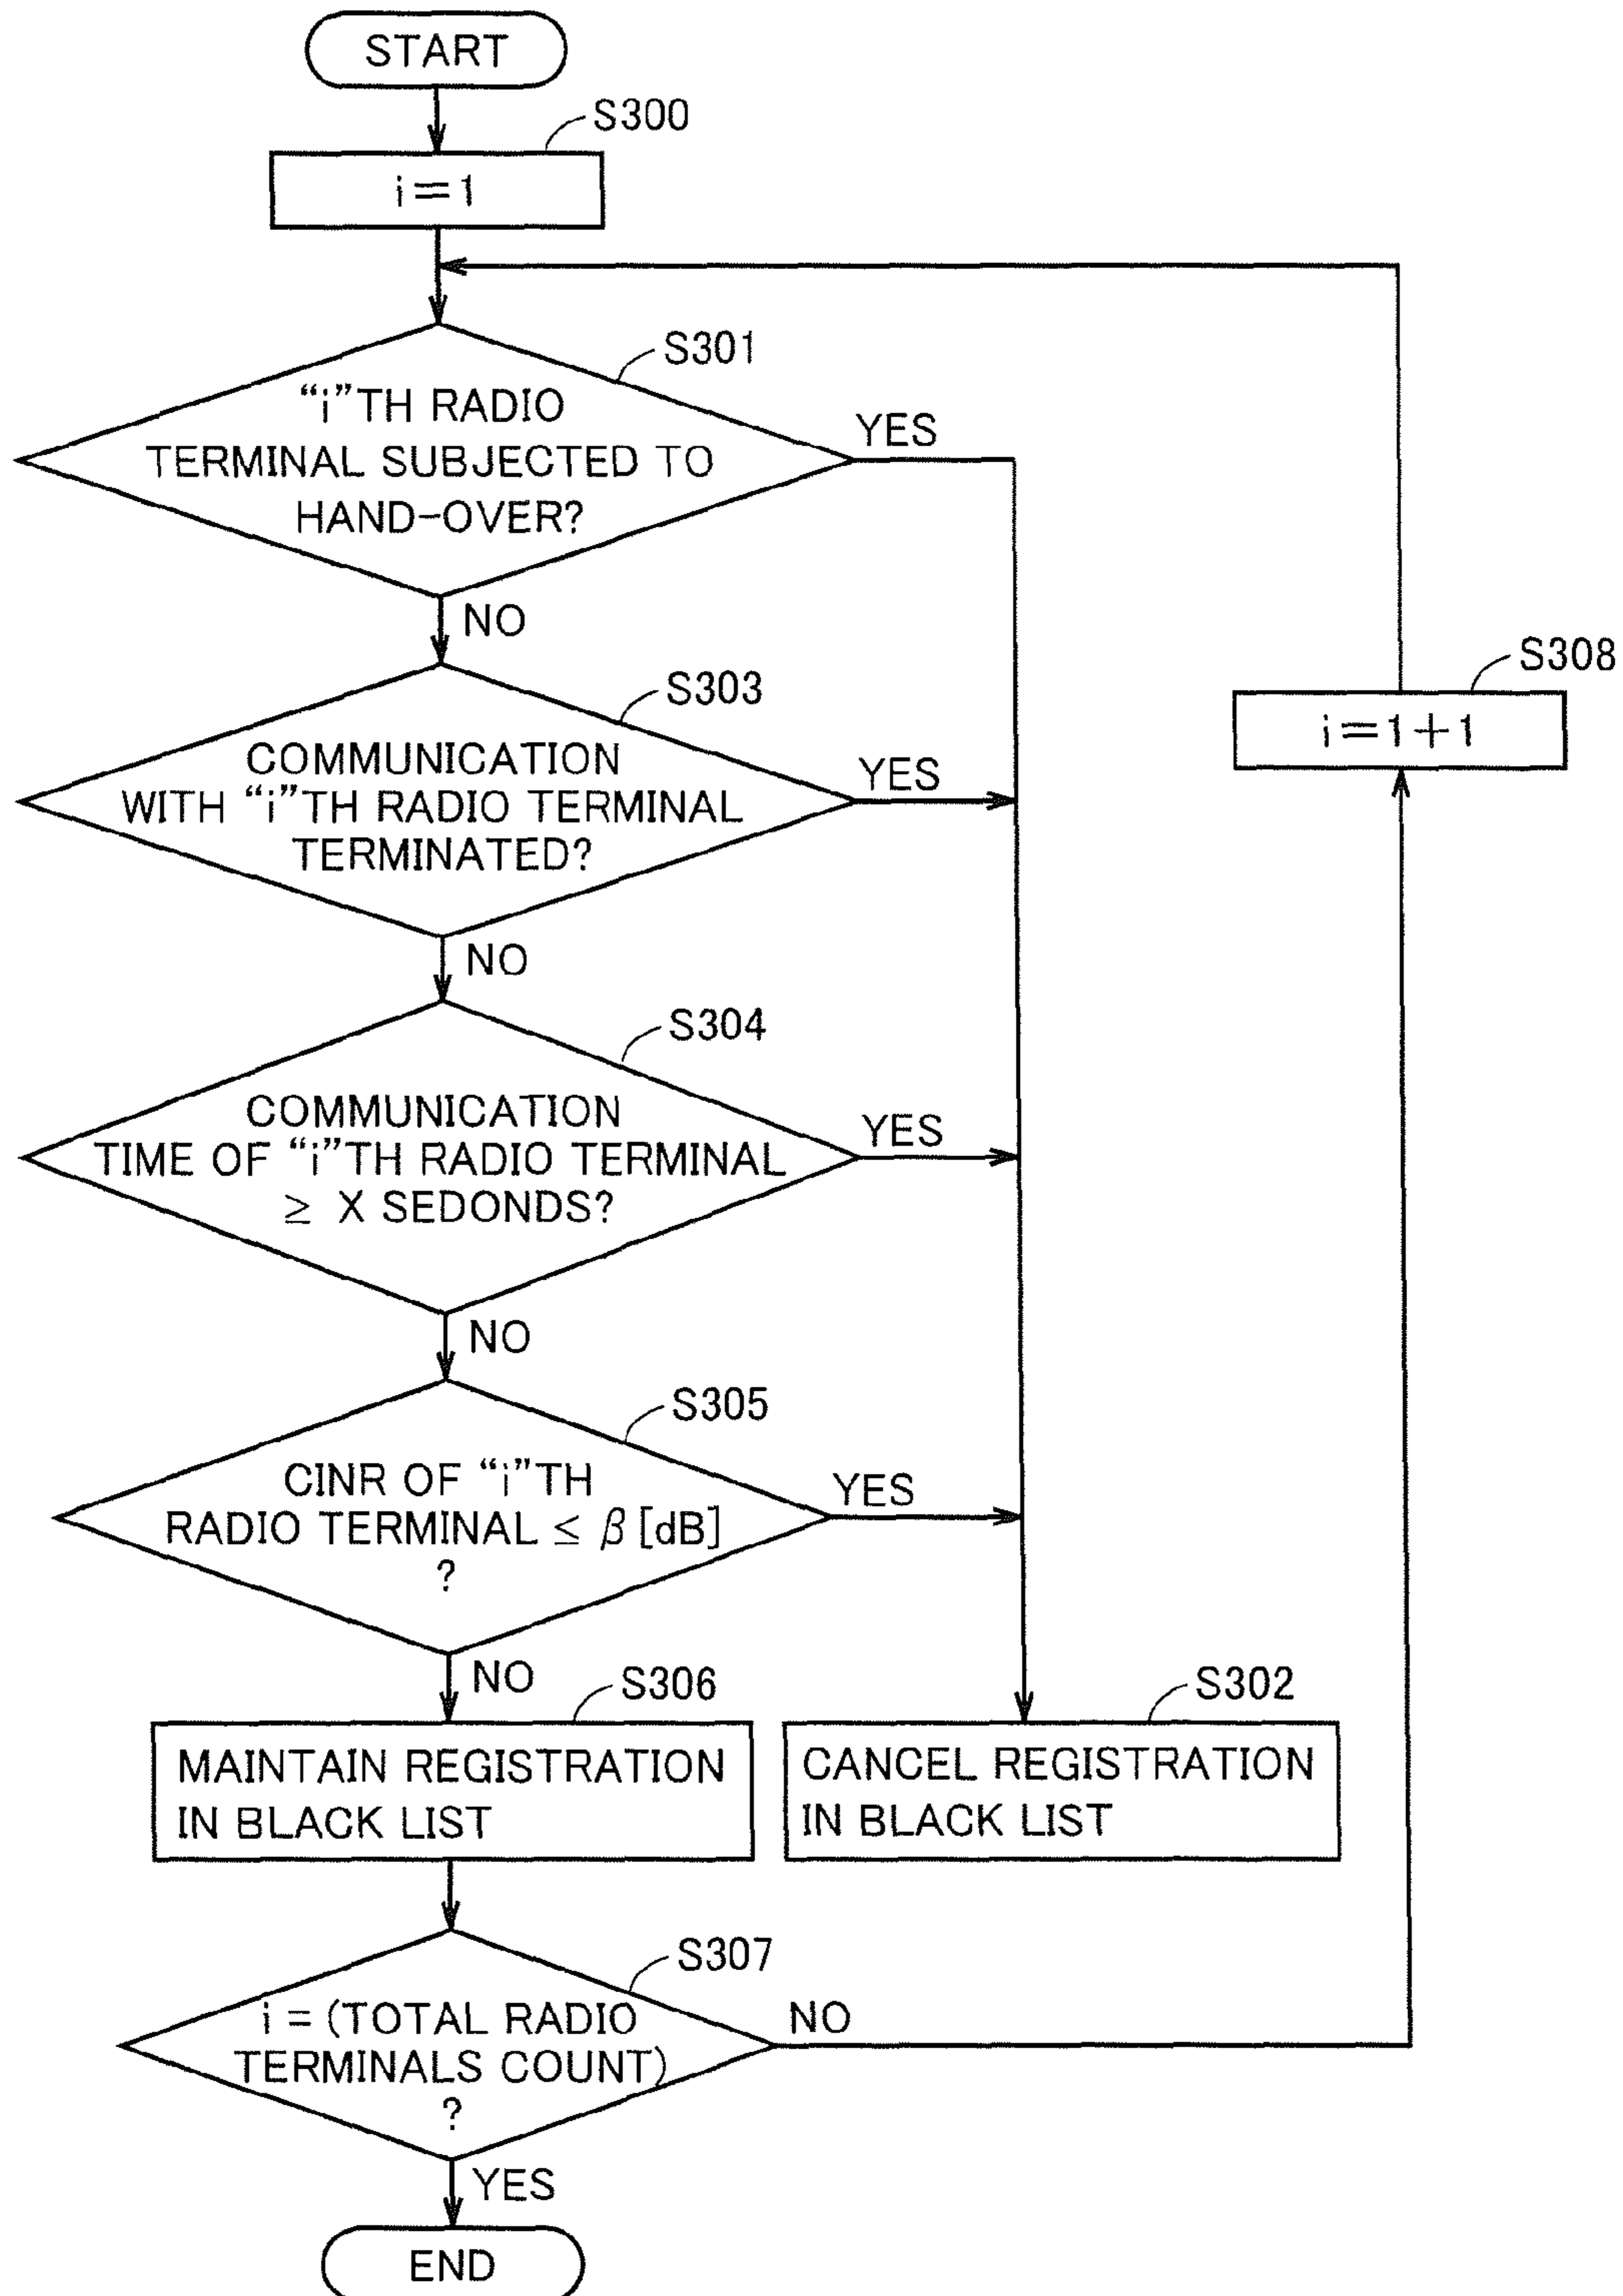 START
S300
i=1
S301
“i”TH RADIO
TERMINAL SUBJECTED TO
HAND-OVER?
YES
NO
S308
i=1+1
S303
COMMUNICATION
WITH “i”TH RADIO TERMINAL
TERMINATED?
YES
NO
S304
COMMUNICATION
TIME OF “i”TH RADIO TERMINAL
≥ X SEDONDS?
YES
NO
S305
CINR OF “i”TH
RADIO TERMINAL ≤ β [dB]
?
YES
NO
S306
MAINTAIN REGISTRATION
IN BLACK LIST
S302
CANCEL REGISTRATION
IN BLACK LIST
S307
i = (TOTAL RADIO
TERMINALS COUNT)
?
NO
YES
END